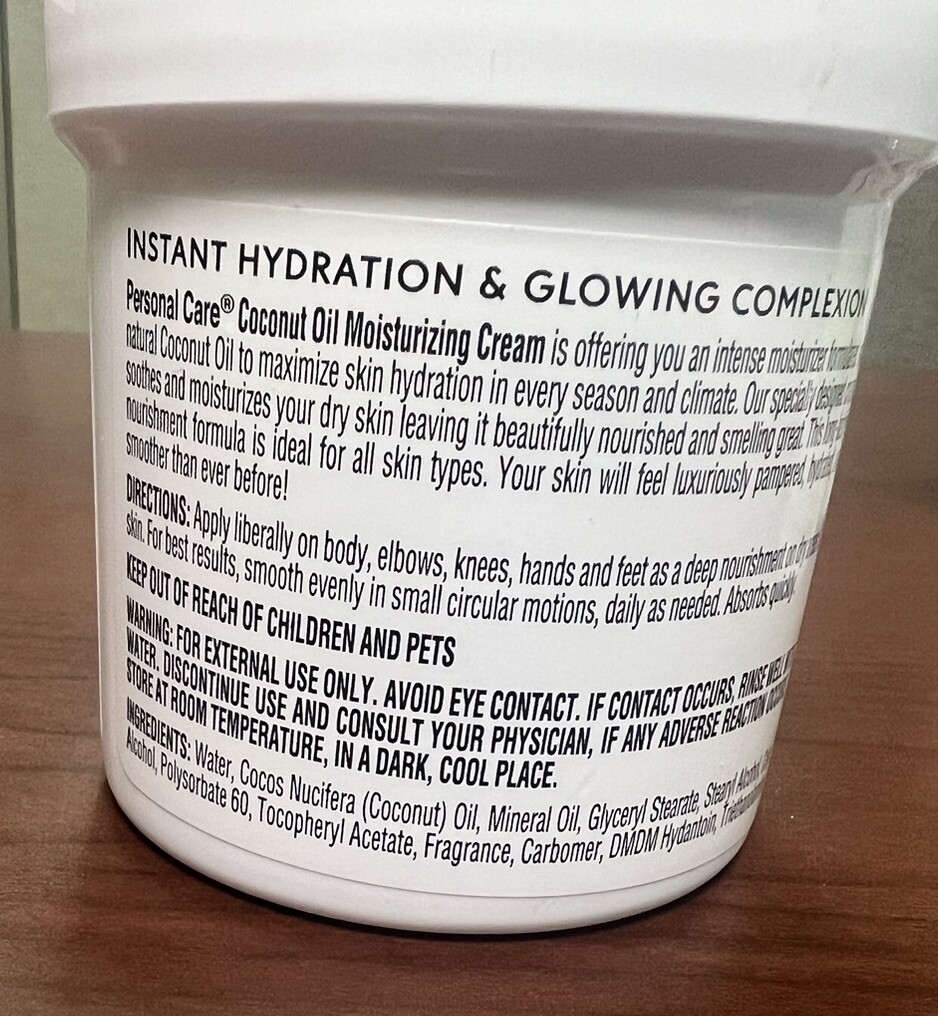 INSTANT HYDRATION & GLOWING COMPLEXION
Personal Care® Coconut Oil Moisturizing Cream is offering you an intense moisturizer
natural Coconut Oil to maximize skin hydration in every season and climate. Our specially designed
soothes and moisturizes your dry skin leaving it beautifully nourished and smelling great. This
nourishment formula is ideal for all skin types. Your skin will feel luxuriously pampered,
smoother than ever before!
DIRECTIONS: Apply liberally on body, elbows, knees, hands and feet as a deep nourishment on dry
skin. For best results, smooth evenly in small circular motions, daily as needed. Absorbs quickly.
KEEP OUT OF REACH OF CHILDREN AND PETS
WARNING: FOR EXTERNAL USE ONLY. AVOID EYE CONTACT. IF CONTACT OCCURS, RINSE WELL
WATER. DISCONTINUE USE AND CONSULT YOUR PHYSICIAN, IF ANY ADVERSE REACTION
STORE AT ROOM TEMPERATURE, IN A DARK, COOL PLACE.
INGREDIENTS: Water, Cocos Nucifera (Coconut) Oil, Mineral Oil, Glyceryl Stearate, Stearyl Alcohol,
Alcohol, Polysorbate 60, Tocopheryl Acetate, Fragrance, Carbomer, DMDM Hydantoin,